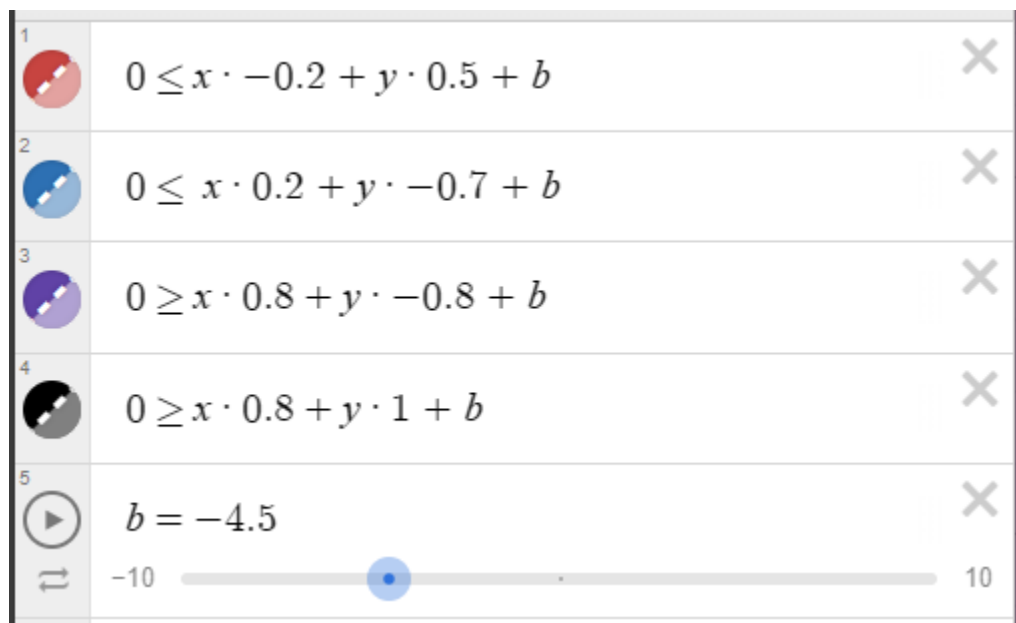 1
0 ≤ x · −0.2 + y · 0.5 + b
2
0 ≤ x · 0.2 + y · −0.7 + b
3
0 ≥ x · 0.8 + y · −0.8 + b
4
0 ≥ x · 0.8 + y · 1 + b
5
b = −4.5
−10 10